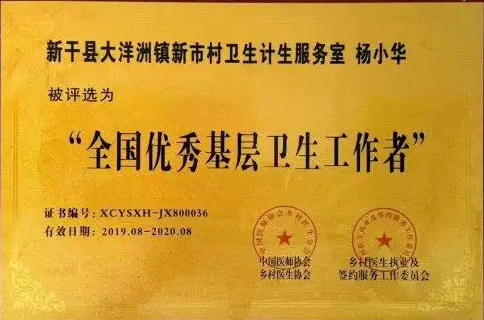 新干县大洋洲镇新市村卫生计生服务室 杨小华
被评选为
“全国优秀基层卫生工作者”
证书编号: XCYSXH-JX800036
有效日期: 2019.08-2020.08
中国医师协会
乡村医生协会
乡村医生执业及
签约服务工作委员会